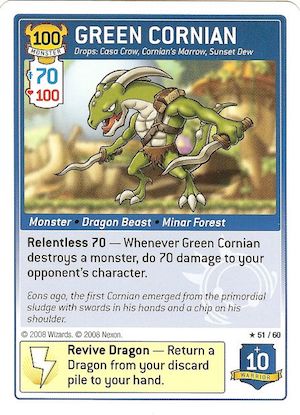 100
MONSTER
GREEN CORNIAN
Drops: Casa Crow, Cornian's Marrow, Sunset Dew
70
100
Monster • Dragon Beast • Minar Forest
Relentless 70 — Whenever Green Cornian
destroys a monster, do 70 damage to your
opponent's character.
Eons ago, the first Cornian emerged from the primordial
sludge with swords in his hands and a chip on his
shoulder.
© 2008 Wizards. © 2008 Nexon.
★ 51 / 60
Revive Dragon — Return a
Dragon from your discard
pile to your hand.
10
WARRIOR